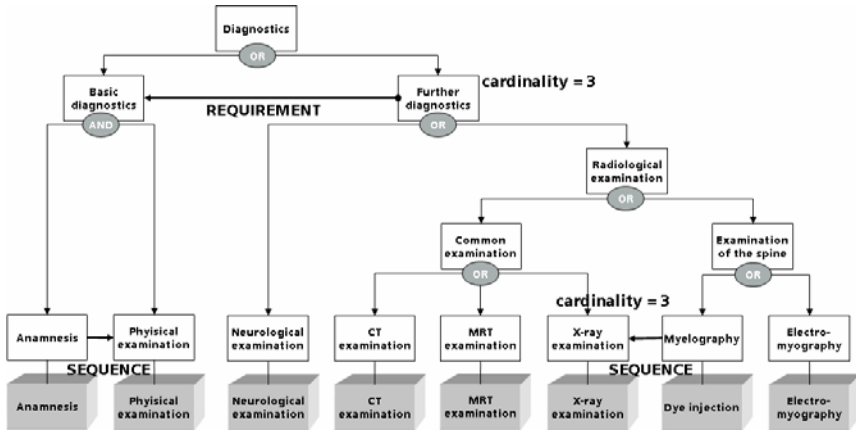 Diagnostics
OR
cardinality = 3
Basic
diagnostics
Further
diagnostics
REQUIREMENT
AND
OR
Radiological
examination
OR
Common
examination
Examination
of the spine
OR
OR
cardinality = 3
Anamnesis
Phyisical
examination
Neurological
examination
CT
examination
MRT
examination
X-ray
examination
Myelography
Electro-
myography
SEQUENCE
SEQUENCE
Anamnesis
Phyisical
examination
Neurological
examination
CT
examination
MRT
examination
X-ray
examination
Dye injection
Electro-
myography